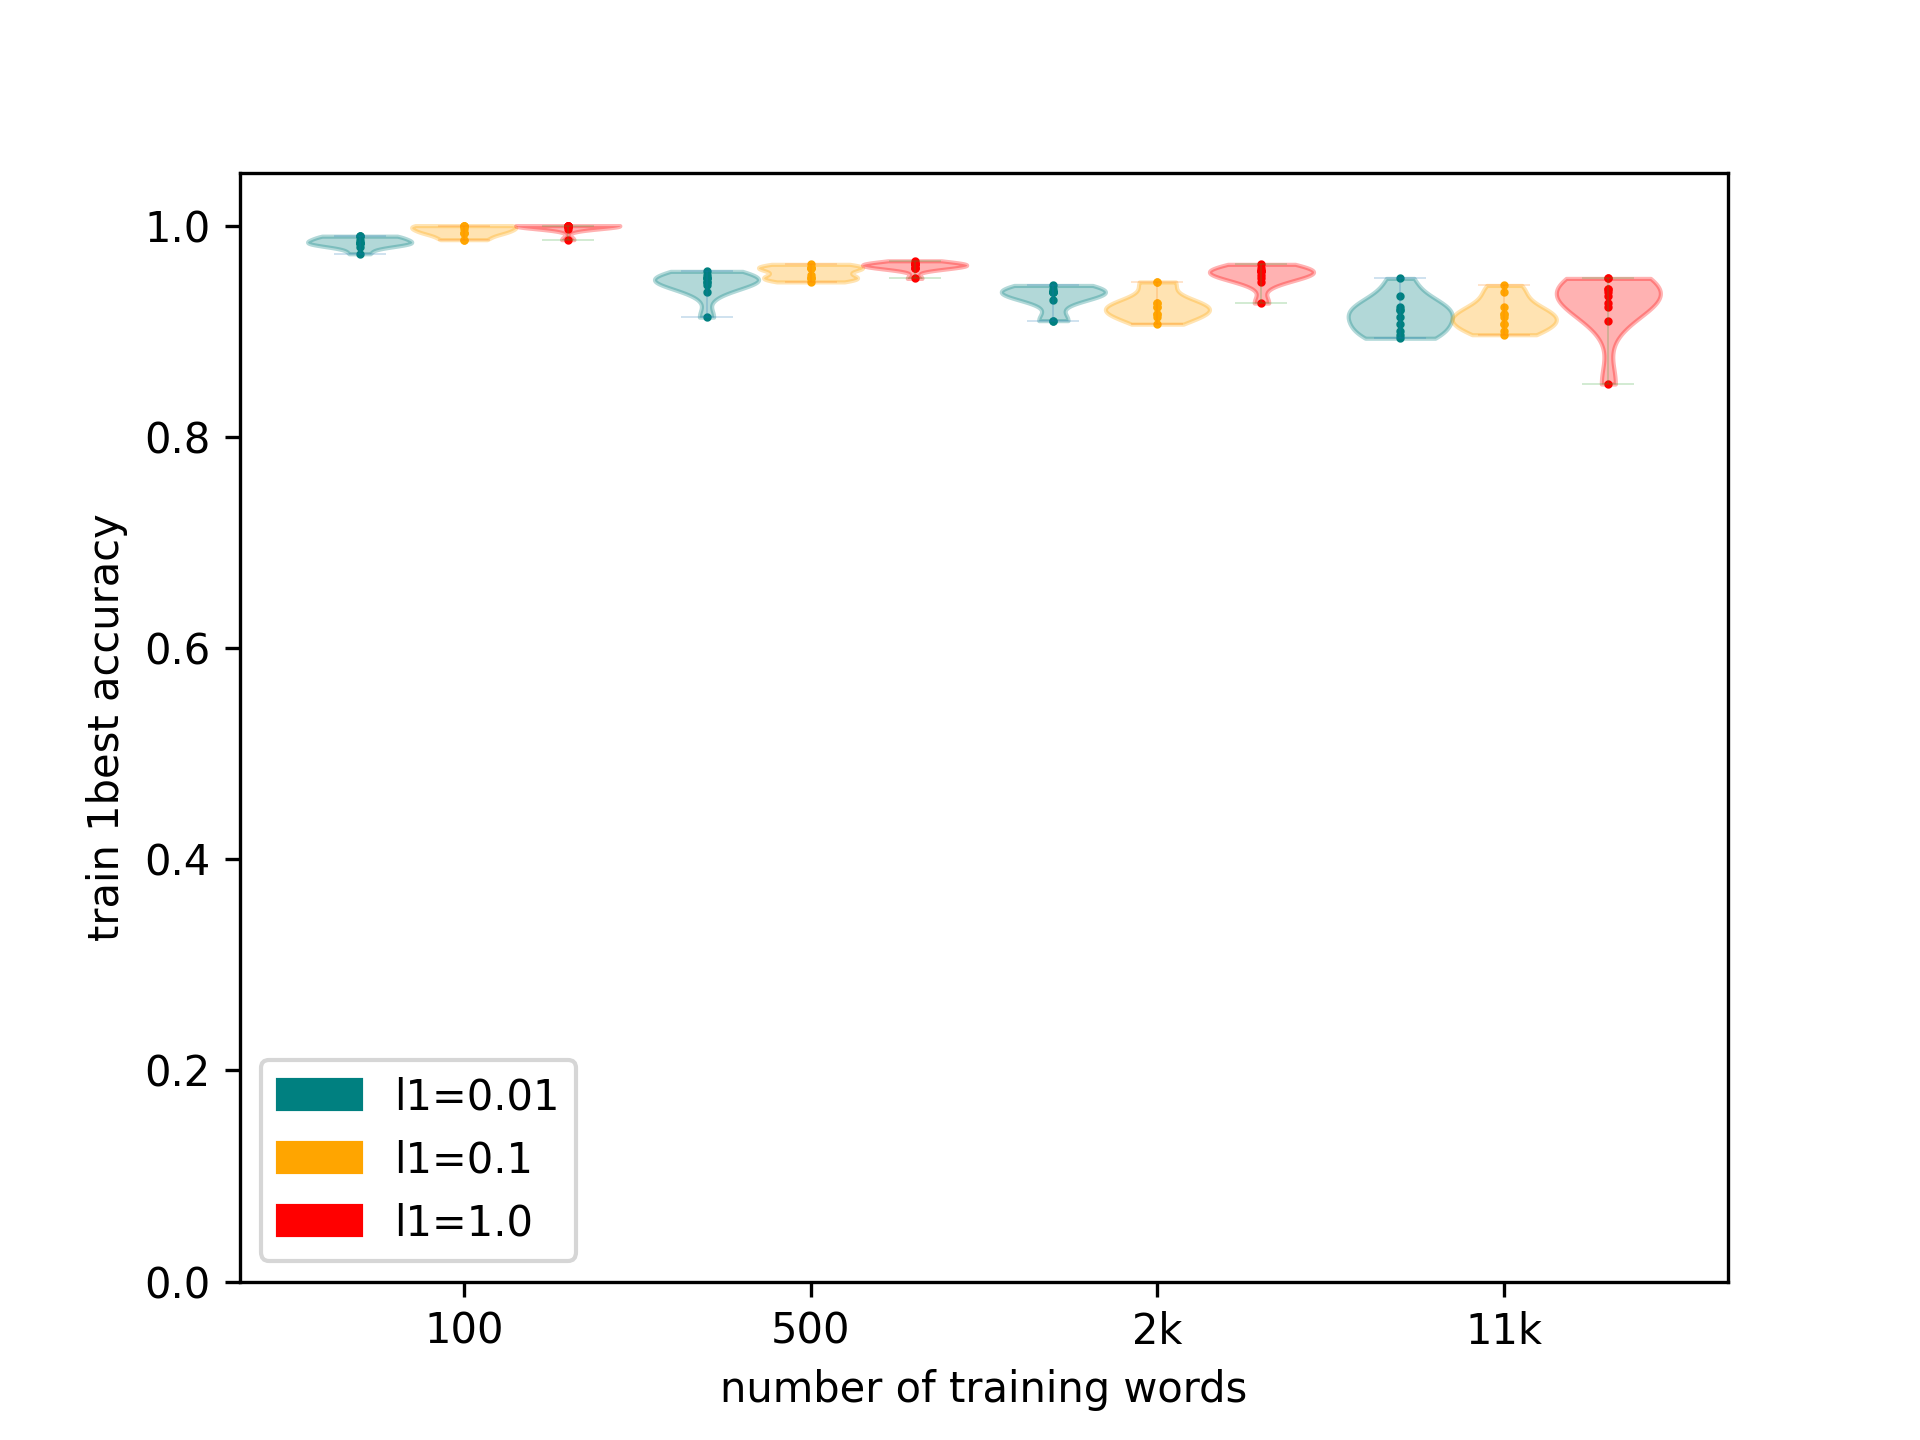 1.0
0.8
0.6
0.4
0.2
0.0
train 1best accuracy
l1=0.01
l1=0.1
l1=1.0
100 500 2k 11k
number of training words